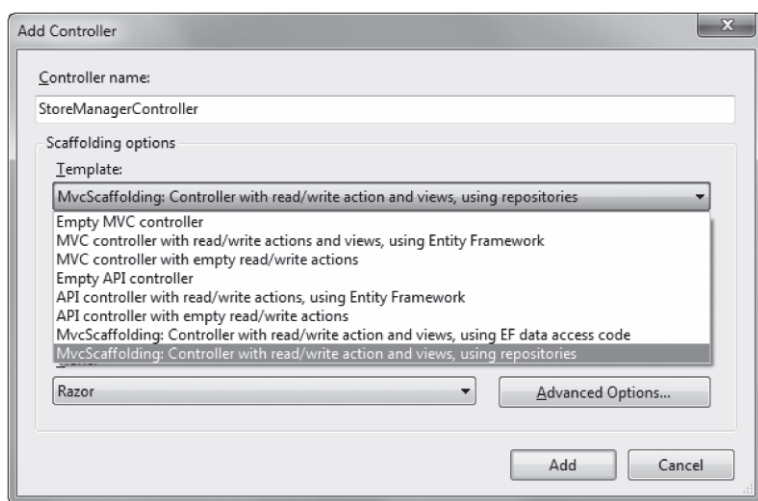 Add Controller
Controller name:
StoreManagerController
Scaffolding options
Template:
MvcScaffolding: Controller with read/write action and views, using repositories
Empty MVC controller
MVC controller with read/write actions and views, using Entity Framework
MVC controller with empty read/write actions
Empty API controller
API controller with read/write actions, using Entity Framework
API controller with empty read/write actions
MvcScaffolding: Controller with read/write action and views, using EF data access code
MvcScaffolding: Controller with read/write action and views, using repositories
Razor
Advanced Options...
Add
Cancel